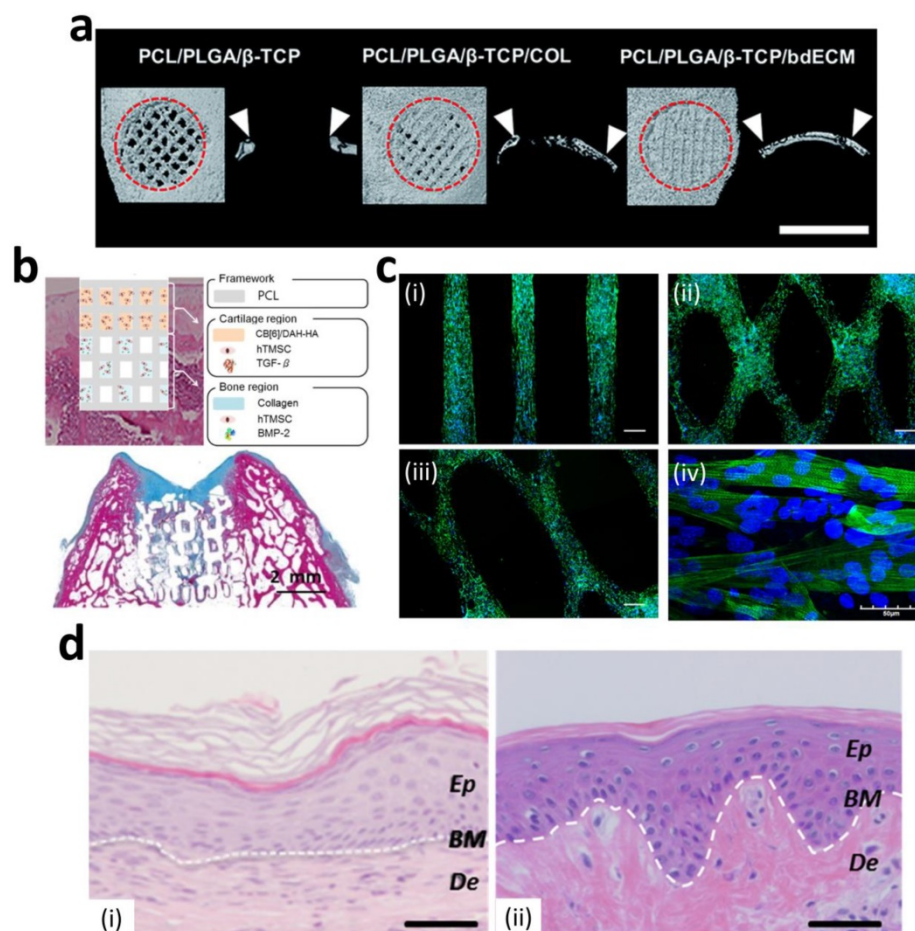 a
PCL/PLGA/β-TCP
PCL/PLGA/β-TCP/COL
PCL/PLGA/β-TCP/bdECM
b
Framework
PCL
Cartilage region
CB[6]/DAH-HA
hTMSC
TGF-β
Bone region
Collagen
hTMSC
BMP-2
2 mm
c
(i)
(ii)
(iii)
(iv)
50μm
d
Ep
BM
De
(i)
Ep
BM
De
(ii)